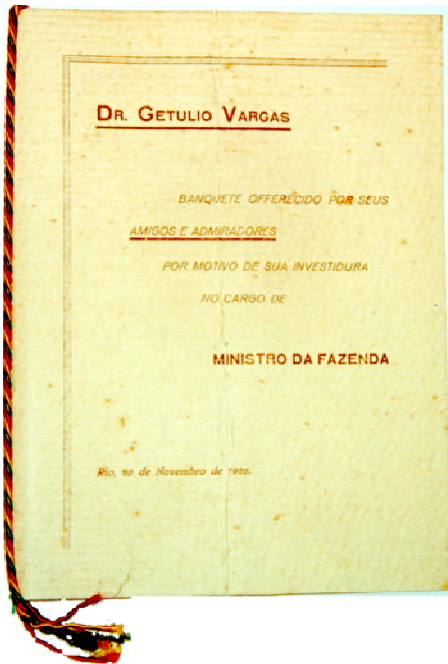 DR. GETULIO VARGAS
BANQUETE OFFERECIDO POR SEUS
AMIGOS E ADMIRADORES
POR MOTIVO DE SUA INVESTIDURA
NO CARGO DE
MINISTRO DA FAZENDA
Rio, 20 de Novembro de 1926.